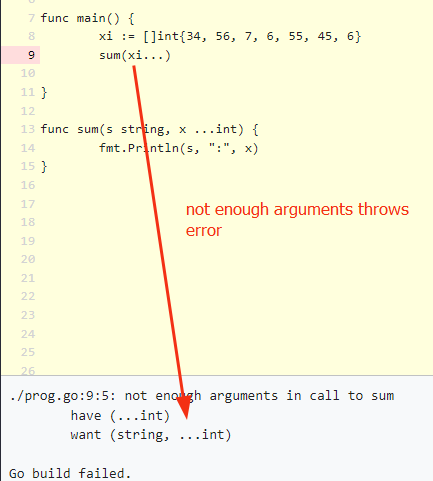 7 func main() {
8 xi := []int{34, 56, 7, 6, 55, 45, 6}
9 sum(xi...)
10
11 }
12
13 func sum(s string, x ...int) {
14 fmt.Println(s, ":", x)
15 }
16
17
not enough arguments throws
18
error
19
20
21
22
23
24
25
26
./prog.go:9:5: not enough arguments in call to sum
have (...int)
want (string, ...int)
Go build failed.